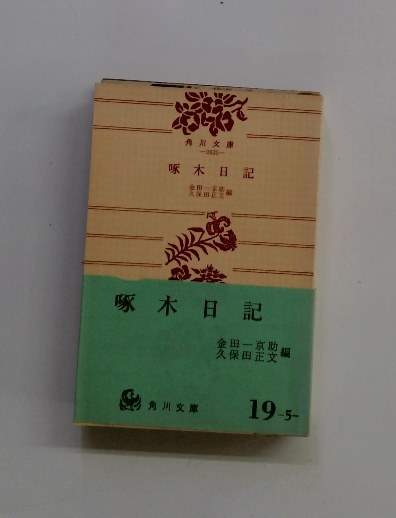 角川文庫
啄木日記
金田一京助
久保田正文 編
啄木日記
金田一京助
久保田正文 編
角川文庫
19-5-